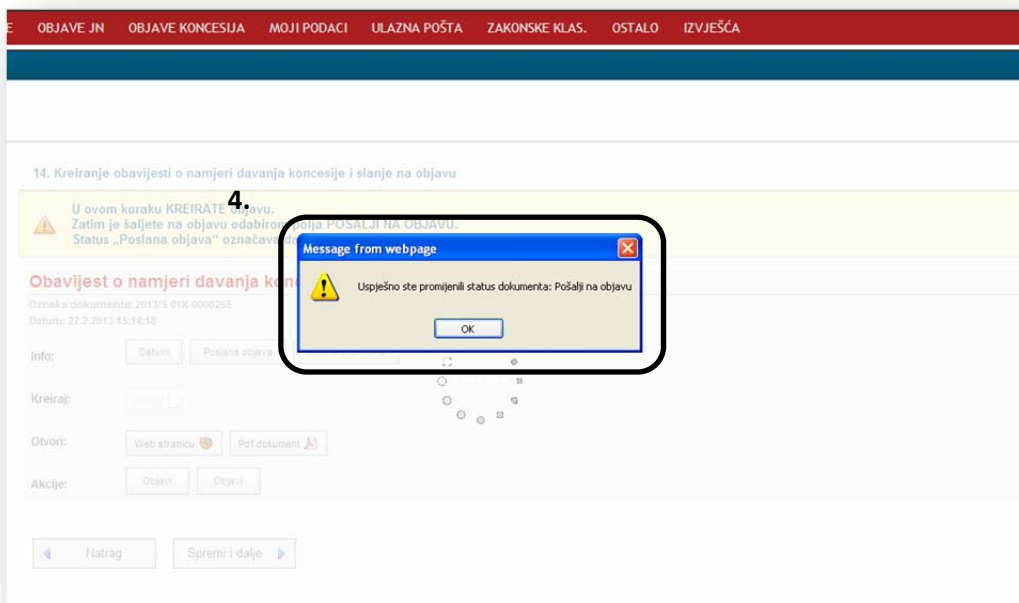 E OBJAVE JN OBJAVE KONCESIJA MOJI PODACI ULAZNA POŠTA ZAKONSKE KLAS. OSTALO IZVJEŠĆA
14. Kreiranje obavijesti o namjeri davanja koncesije i slanje na objavu
4.
U ovom koraku KREIRATE objavu.
Zatim je šaljete na objavu odabirom polja POŠALJI NA OBJAVU.
Status „Poslana objava“ označava da
Message from webpage
Uspješno ste promijenili status dokumenta: Pošalji na objavu
OK
Obavijest o namjeri davanja
Oznaka dokumenta: 2013/S 01K-0000255
Datum: 27.2.2013 15:14:18
Info: Datum Poslana objava
Kreiraj:
Otvori: Web stranicu Pdf dokument
Akcije: Objavi Objavi
Natrag Spremi i dalje